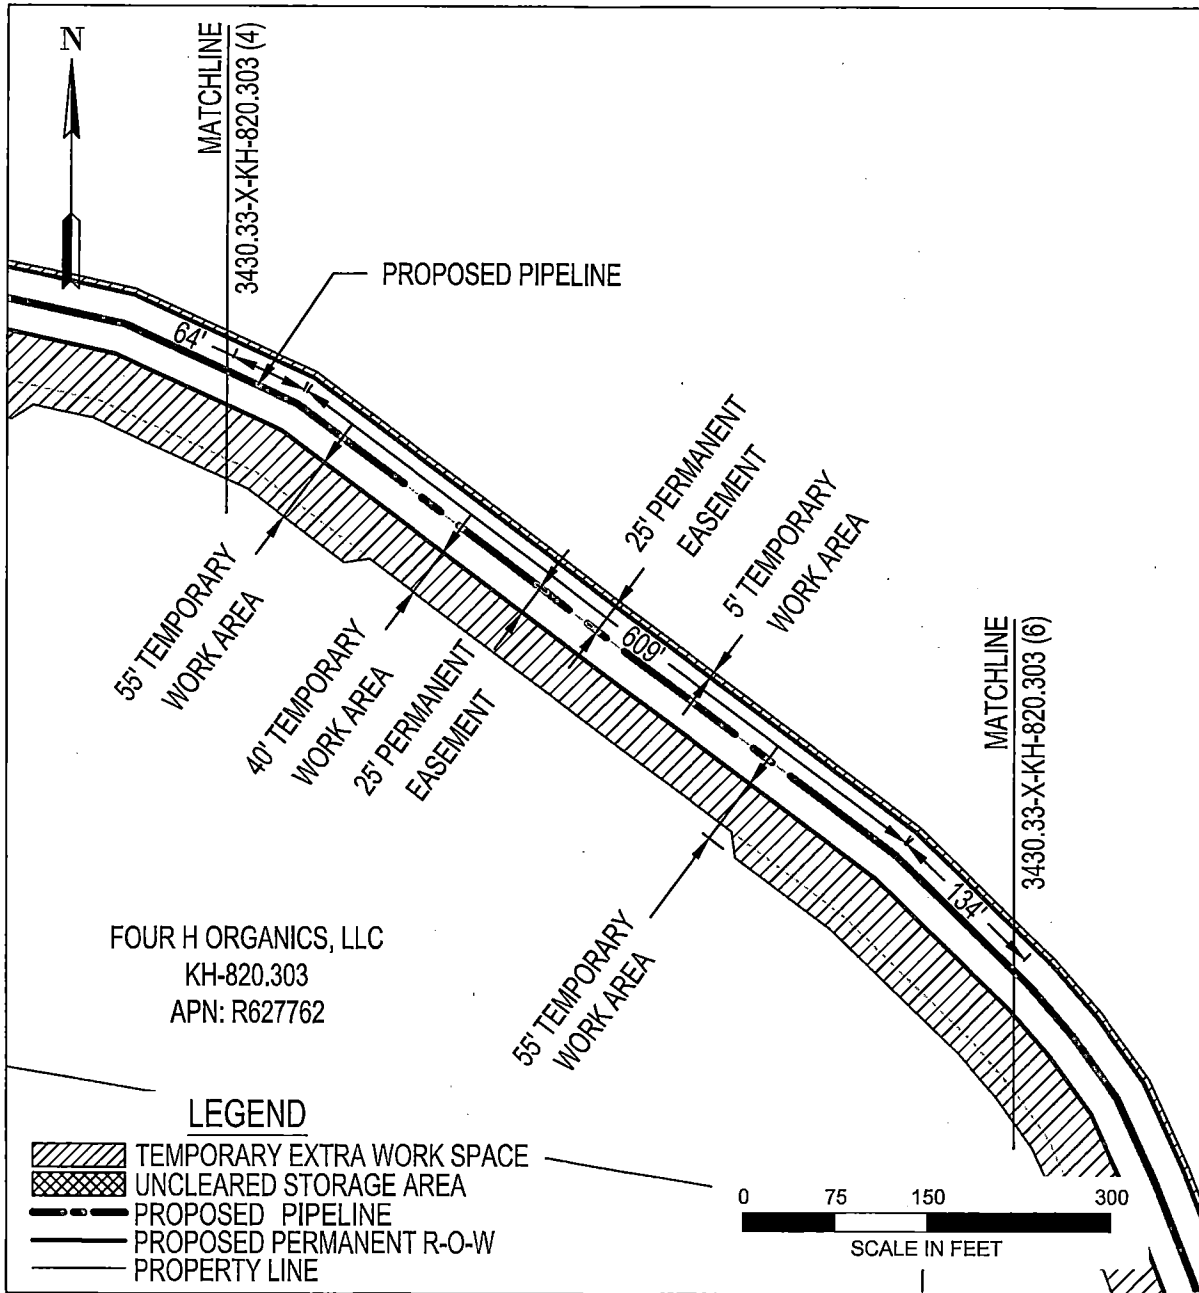 N
MATCHLINE
3430.33-X-KH-820.303 (4)
PROPOSED PIPELINE
64'
25' PERMANENT
EASEMENT
5' TEMPORARY
WORK AREA
609'
55' TEMPORARY
WORK AREA
40' TEMPORARY
WORK AREA
25' PERMANENT
EASEMENT
MATCHLINE
3430.33-X-KH-820.303 (6)
134'
55' TEMPORARY
WORK AREA
FOUR H ORGANICS, LLC
KH-820.303
APN: R627762
LEGEND
TEMPORARY EXTRA WORK SPACE
UNCLEARED STORAGE AREA
PROPOSED PIPELINE
PROPOSED PERMANENT R-O-W
PROPERTY LINE
0 75 150 300
SCALE IN FEET